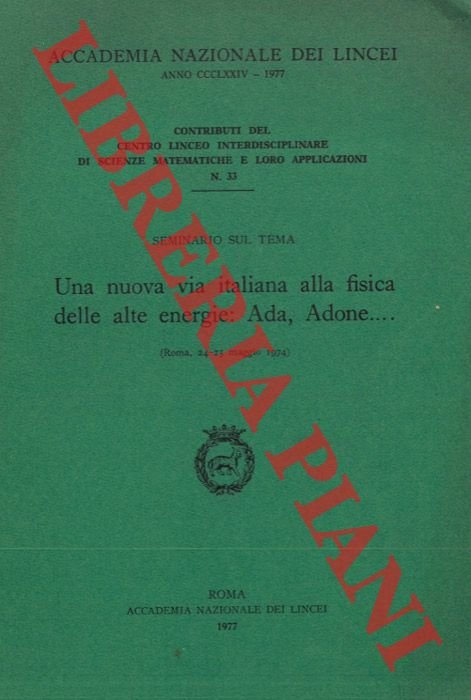 ACCADEMIA NAZIONALE DEI LINCEI
ANNO CCCLXXIV – 1977
CONTRIBUTI DEL
CENTRO LINCEO INTERDISCIPLINARE
DI SCIENZE MATEMATICHE E LORO APPLICAZIONI
N. 33
SEMINARIO SUL TEMA
Una nuova via italiana alla fisica
delle alte energie: Ada, Adone....
(Roma, 24-25 maggio 1974)
ROMA
ACCADEMIA NAZIONALE DEI LINCEI
1977
LIBRERIA PIANI